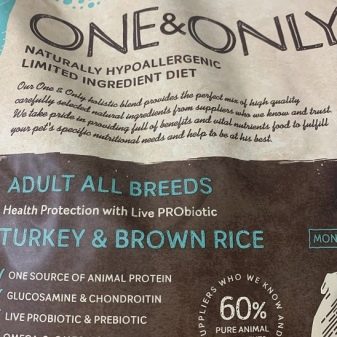 ONE&ONLY
NATURALLY HYPOALLERGENIC
LIMITED INGREDIENT DIET
Our One & Only holistic blend provides the perfect mix of high quality
carefully selected natural ingredients from suppliers who we know and trust.
We take pride in providing full of benefits and vital nutrients food to fulfill
your pet's specific nutritional needs and help to be at his best.
ADULT ALL BREEDS
Health Protection with Live PRObiotic
TURKEY & BROWN RICE
MON
ONE SOURCE OF ANIMAL PROTEIN
GLUCOSAMINE & CHONDROITIN
LIVE PROBIOTIC & PREBIOTIC
SUPPLIERS WHO WE KNOW AND
60%
PURE ANIMAL